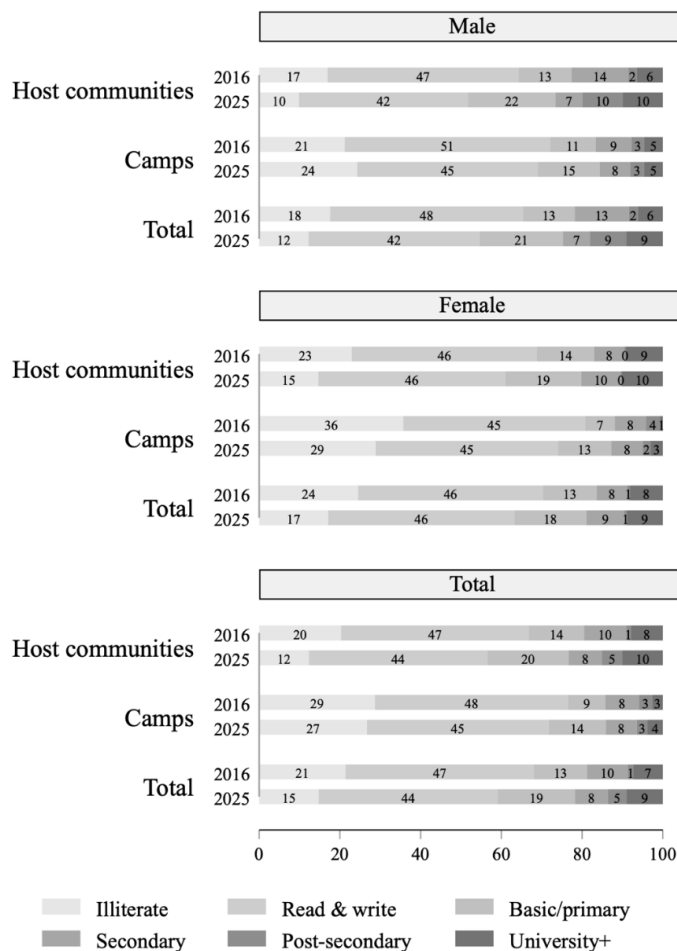 Male
2016 17 47 13 14 2 6
Host communities
2025 10 42 22 7 10 10
2016 21 51 11 9 3 5
Camps
2025 24 45 15 8 3 5
2016 18 48 13 13 2 6
Total
2025 12 42 21 7 9 9
Female
2016 23 46 14 8 0 9
Host communities
2025 15 46 19 10 0 10
2016 36 45 7 8 4 1
Camps
2025 29 45 13 8 2 3
2016 24 46 13 8 1 8
Total
2025 17 46 18 9 1 9
Total
2016 20 47 14 10 1 8
Host communities
2025 12 44 20 8 5 10
2016 29 48 9 8 3 3
Camps
2025 27 45 14 8 3 4
2016 21 47 13 10 1 7
Total
2025 15 44 19 8 5 9
0 20 40 60 80 100
Illiterate Read & write Basic/primary
Secondary Post-secondary University+